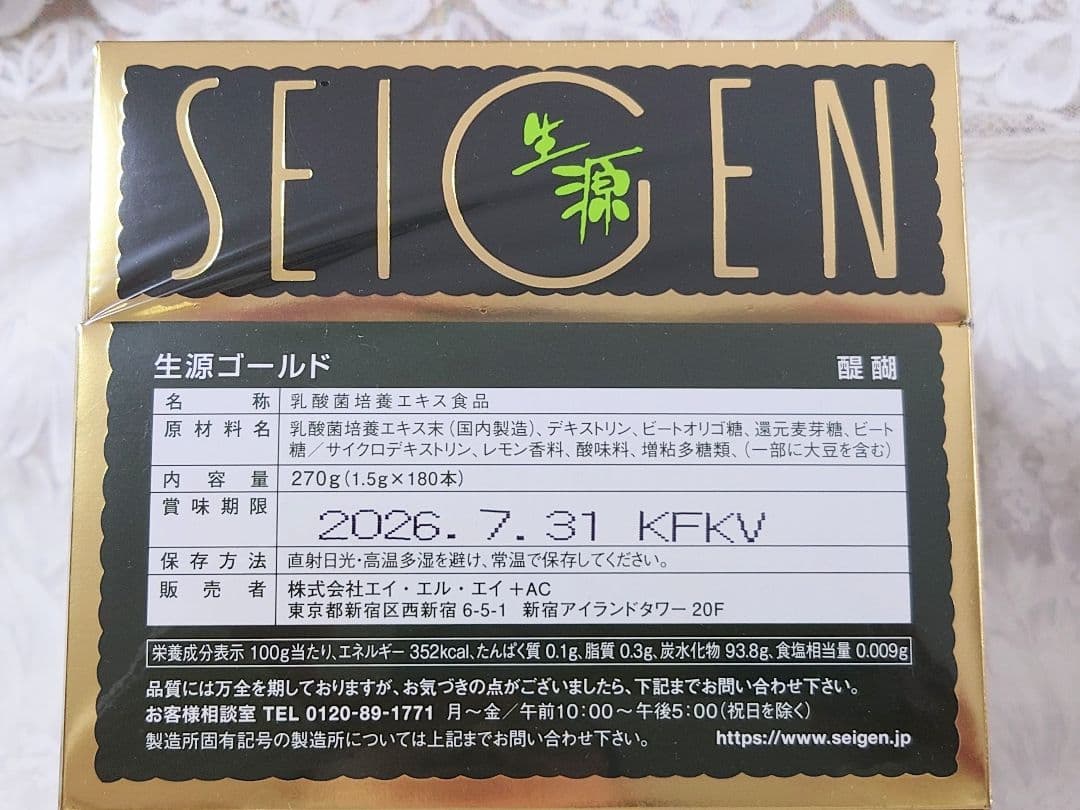 SEIGEN
生源
生源ゴールド 醍醐
名称 乳酸菌培養エキス食品
原材料名 乳酸菌培養エキス末（国内製造）、デキストリン、ビートオリゴ糖、還元麦芽糖、ビート
糖／サイクロデキストリン、レモン香料、酸味料、増粘多糖類、（一部に大豆を含む）
内容量 270g（1.5g×180本）
賞味期限 2026. 7.31 KFKV
保存方法 直射日光・高温多湿を避け、常温で保存してください。
販売者 株式会社エイ・エル・エイ +AC
東京都新宿区西新宿 6-5-1 新宿アイランドタワー 20F
栄養成分表示 100g当たり、エネルギー 352kcal、たんぱく質 0.1g、脂質 0.3g、炭水化物 93.8g、食塩相当量 0.009g
品質には万全を期しておりますが、お気づきの点がございましたら、下記までお問い合わせ下さい。
お客様相談室 TEL 0120-89-1771 月〜金／午前10:00〜午後5:00（祝日を除く）
製造所固有記号の製造所については上記までお問い合わせ下さい。 https://www.seigen.jp